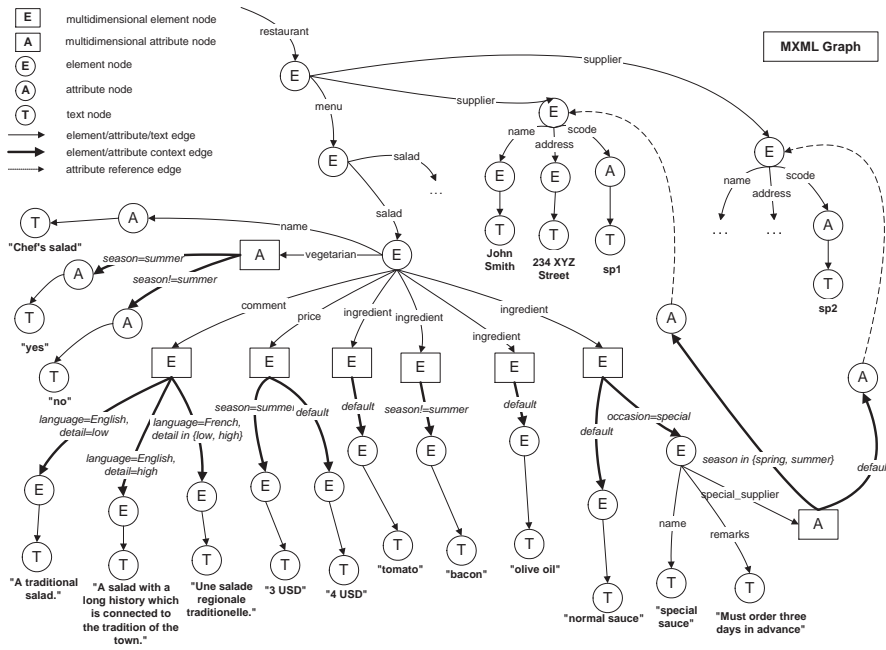 E multidimensional element node
A multidimensional attribute node
E element node
A attribute node
T text node
element/attribute/text edge
element/attribute context edge
attribute reference edge
MXML Graph
restaurant
E
supplier
menu
supplier
E
E
E
name
address
scode
salad
...
name
address
scode
E
E
A
...
...
A
salad
T
T
T
T
John
Smith
234 XYZ
Street
sp1
sp2
T
A
name
"Chef's salad"
E
vegetarian
A
season=summer
A
season!=summer
T
A
"yes"
T
"no"
comment
price
ingredient
ingredient
ingredient
ingredient
A
E
E
E
E
E
E
A
language=English,
detail=low
language=French,
detail in {low, high}
language=English,
detail=high
season=summer
default
default
season!=summer
default
default
occasion=special
season in {spring, summer}
default
E
E
E
E
E
E
E
E
E
E
special_supplier
A
name
remarks
T
T
T
T
T
T
T
T
T
T
T
"A traditional
salad."
"A salad with a
long history which
is connected to
the tradition of the
town."
"Une salade
regionale
traditionelle."
"3 USD"
"4 USD"
"tomato"
"bacon"
"olive oil"
"normal sauce"
"special
sauce"
"Must order three
days in advance"